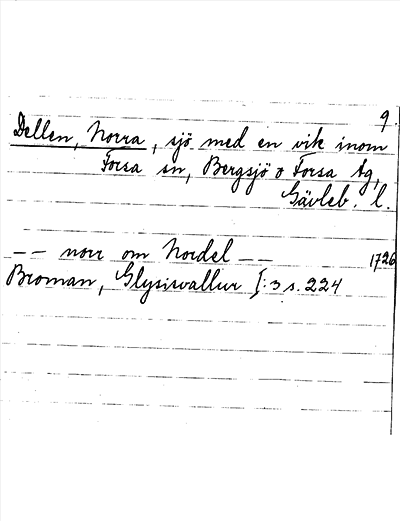 9.
Dellen, Norra, sjö med en vik inom
Forsa sn, Bergsjö o Forsa tg,
Gävleb. l.
-- norr om Nordel -- 1726
Broman, Glysisvallur I:3 s. 224